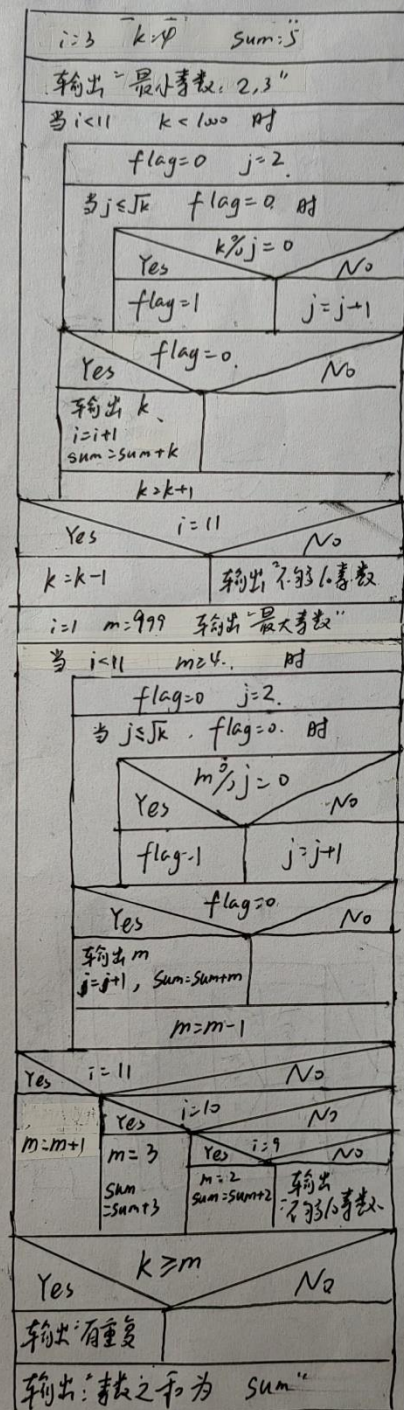 i=3 k=4 sum=5
输出"最小素数: 2,3"
当 i<11 k<1000 时
flag=0 j=2.
当 j≤√k flag=0. 时
k%j=0
Yes No
flag=1 j=j+1
flag=0.
Yes No
输出 k、
i=i+1
sum=sum+k
k=k+1
i=11
Yes No
k=k-1 输出"不够10素数
i=1 m=999 输出"最大素数"
当 i<11 m≥4. 时
flag=0 j=2.
当 j≤√k . flag=0. 时
m%j=0
Yes No
flag=1 j=j+1
flag=0.
Yes No
输出 m
j=j+1, sum=sum+m
m=m-1
Yes i=11 No
Yes i=10 No
m=m+1 m=3 Yes i=9 No
sum
=sum+3
m=2
sum=sum+2
输出
"不够10素数.
k≥m
Yes No
输出"有重复
输出:"素数之和为 sum"